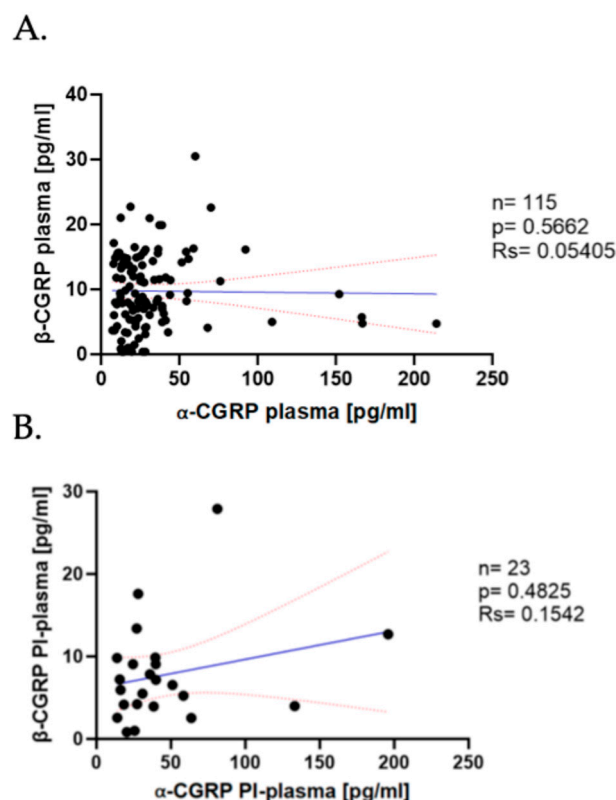 A.
40
30
20
10
0
β-CGRP plasma [pg/ml]
0 50 100 150 200 250
α-CGRP plasma [pg/ml]
n= 115
p= 0.5662
Rs= 0.05405
B.
30
20
10
0
β-CGRP PI-plasma [pg/ml]
0 50 100 150 200 250
α-CGRP PI-plasma [pg/ml]
n= 23
p= 0.4825
Rs= 0.1542